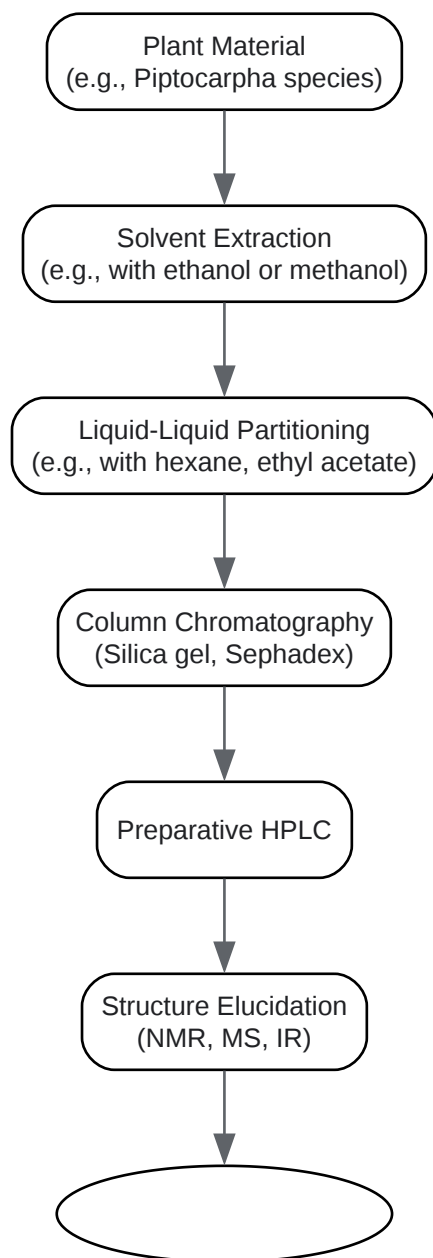 Plant Material
(e.g., Piptocarpha species)
Solvent Extraction
(e.g., with ethanol or methanol)
Liquid-Liquid Partitioning
(e.g., with hexane, ethyl acetate)
Column Chromatography
(Silica gel, Sephadex)
Preparative HPLC
Structure Elucidation
(NMR, MS, IR)